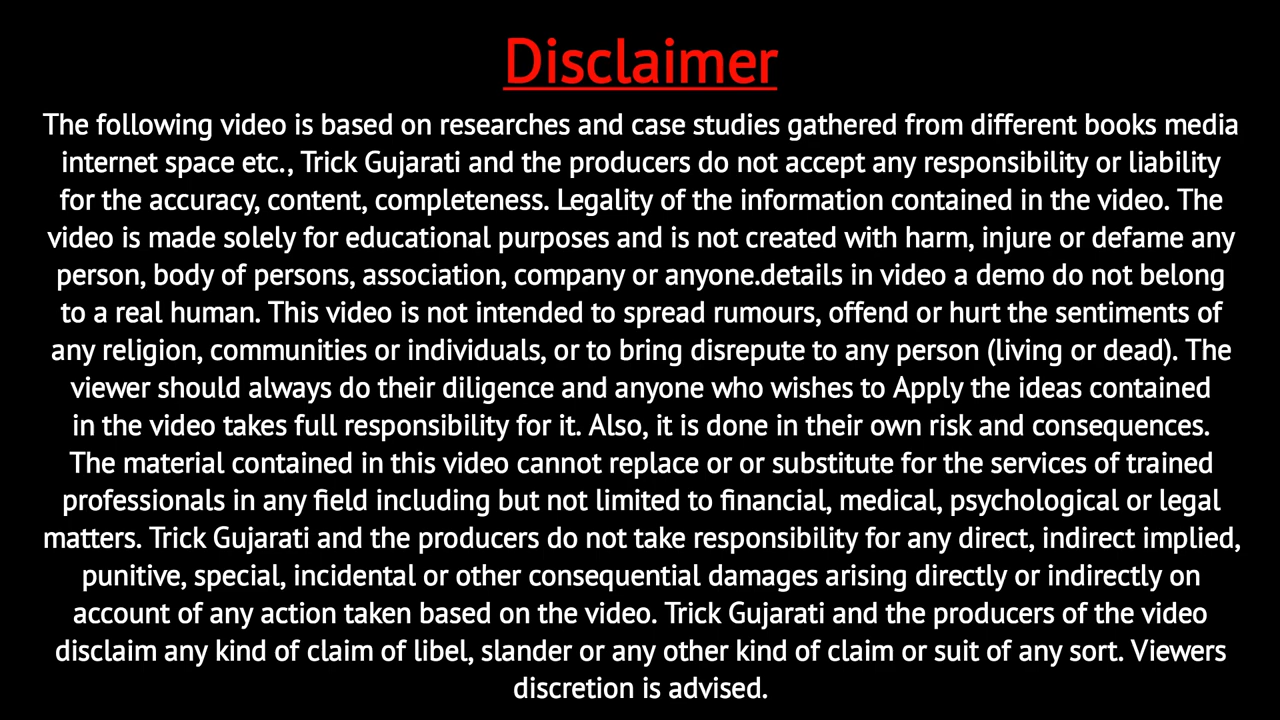 Disclaimer
The following video is based on researches and case studies gathered from different books media
internet space etc., Trick Gujarati and the producers do not accept any responsibility or liability
for the accuracy, content, completeness. Legality of the information contained in the video. The
video is made solely for educational purposes and is not created with harm, injure or defame any
person, body of persons, association, company or anyone.details in video a demo do not belong
to a real human. This video is not intended to spread rumours, offend or hurt the sentiments of
any religion, communities or individuals, or to bring disrepute to any person (living or dead). The
viewer should always do their diligence and anyone who wishes to Apply the ideas contained
in the video takes full responsibility for it. Also, it is done in their own risk and consequences.
The material contained in this video cannot replace or or substitute for the services of trained
professionals in any field including but not limited to financial, medical, psychological or legal
matters. Trick Gujarati and the producers do not take responsibility for any direct, indirect implied,
punitive, special, incidental or other consequential damages arising directly or indirectly on
account of any action taken based on the video. Trick Gujarati and the producers of the video
disclaim any kind of claim of libel, slander or any other kind of claim or suit of any sort. Viewers
discretion is advised.